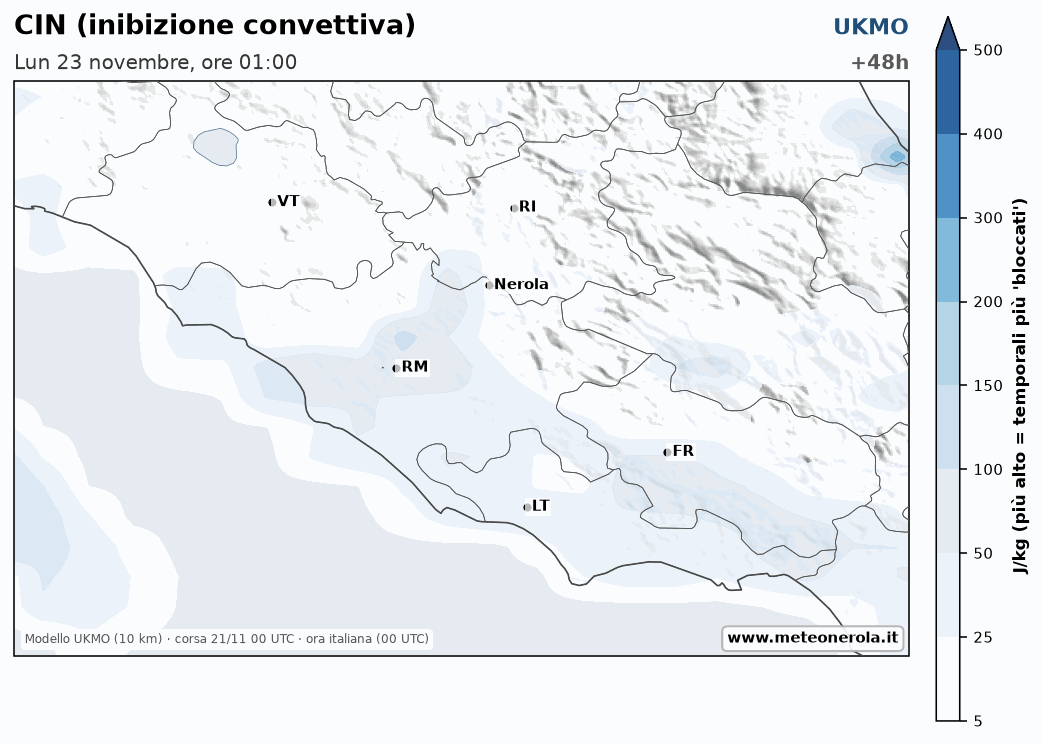 CIN (inibizione convettiva)
UKMO
Lun 23 novembre, ore 01:00
+48h
500
400
300
200
150
100
50
25
5
J/kg (più alto = temporali più 'bloccati')
VT
RI
Nerola
RM
FR
LT
Modello UKMO (10 km) · corsa 21/11 00 UTC · ora italiana (00 UTC)
www.meteonerola.it